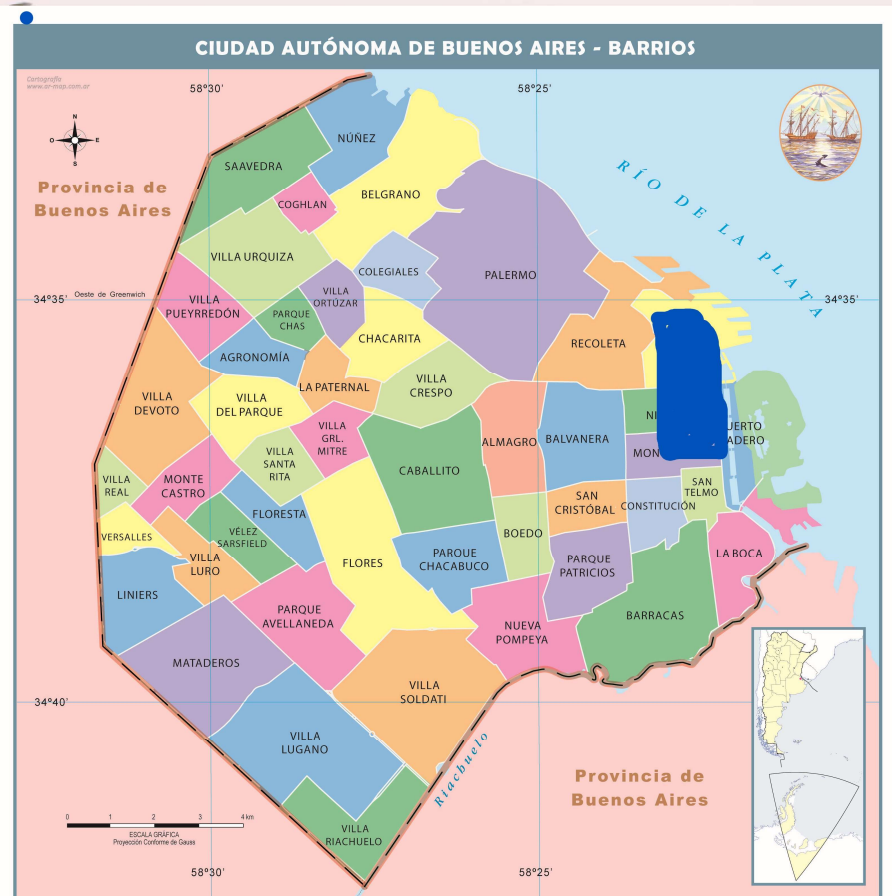 CIUDAD AUTÓNOMA DE BUENOS AIRES - BARRIOS
Cartografía
www.ar-map.com.ar
58°30'
58°25'
N
O
E
S
NÚÑEZ
SAAVEDRA
Provincia de
Buenos Aires
COGHLAN
BELGRANO
RÍO DE LA PLATA
VILLA URQUIZA
COLEGIALES
PALERMO
Oeste de Greenwich
34°35'
34°35'
VILLA
PUEYRREDÓN
VILLA
ORTÚZAR
PARQUE
CHAS
CHACARITA
RECOLETA
AGRONOMÍA
LA PATERNAL
VILLA
CRESPO
VILLA
DEVOTO
VILLA
DEL PARQUE
NI
MON
UERTO
ADERO
VILLA
GRL.
MITRE
ALMAGRO
BALVANERA
VILLA
SANTA
RITA
CABALLITO
VILLA
REAL
MONTE
CASTRO
SAN
TELMO
SAN
CRISTÓBAL
CONSTITUCIÓN
FLORESTA
VERSALLES
VÉLEZ
SARSFIELD
BOEDO
VILLA
LURO
FLORES
PARQUE
CHACABUCO
PARQUE
PATRICIOS
LA BOCA
LINIERS
PARQUE
AVELLANEDA
NUEVA
POMPEYA
BARRACAS
MATADEROS
VILLA
SOLDATI
34°40'
VILLA
LUGANO
Riachuelo
Provincia de
Buenos Aires
0 1 2 3 4 km
ESCALA GRÁFICA
Proyección Conforme de Gauss
VILLA
RIACHUELO
58°30'
58°25'